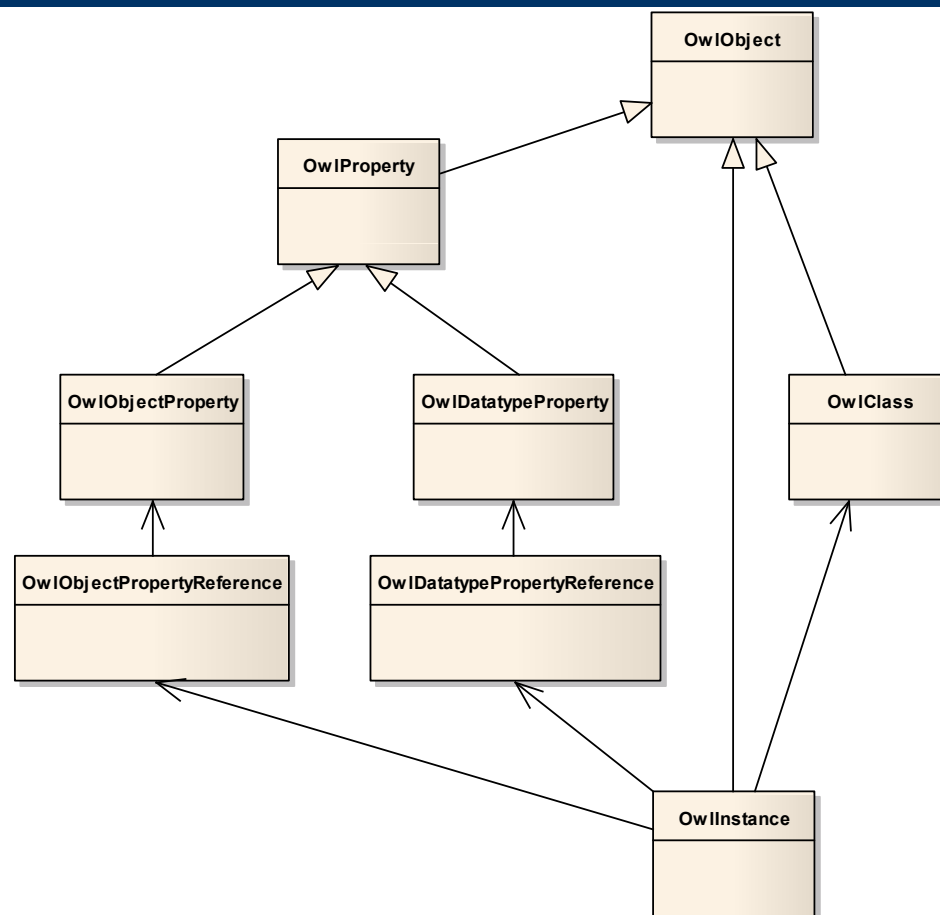 OwlObject
OwlProperty
OwlObjectProperty
OwlDatatypeProperty
OwlClass
OwlObjectPropertyReference
OwlDatatypePropertyReference
OwlInstance